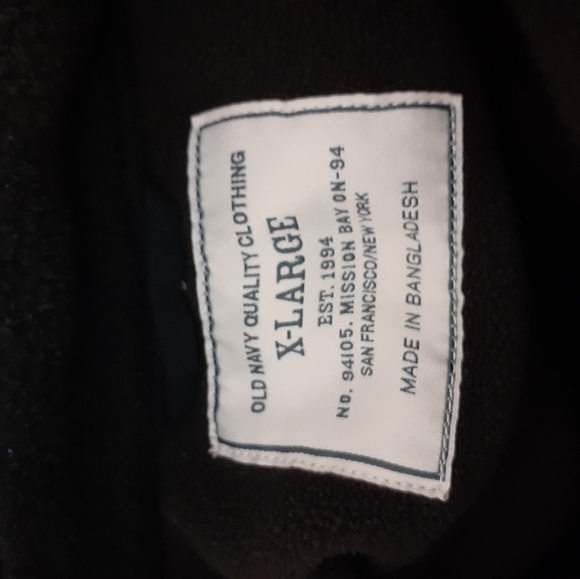 OLD NAVY QUALITY CLOTHING
X-LARGE
EST. 1994
NO. 94105. MISSION BAY ON-94
SAN FRANCISCO/NEW YORK
MADE IN BANGLADESH